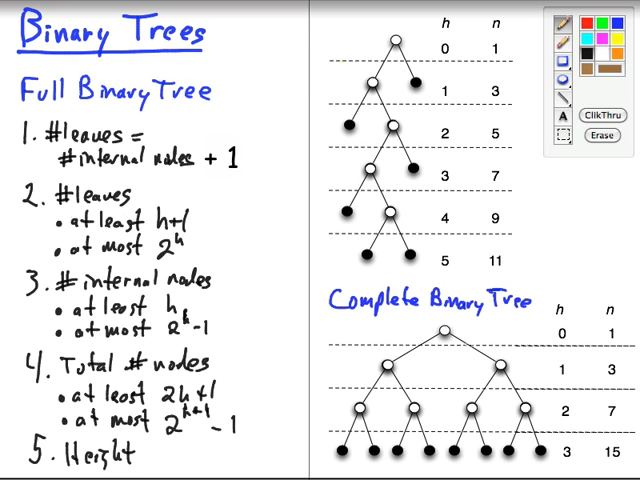 Binary Trees
Full Binary Tree
1. #leaves =
#internal nodes + 1
2. #leaves
• at least h+1
• at most 2^h
3. # internal nodes
• at least h
• at most 2^h - 1
4. Total # nodes
• at least 2h+1
• at most 2^h+1 - 1
5. Height
h n
0 1
1 3
2 5
3 7
4 9
5 11
Complete Binary Tree
h n
0 1
1 3
2 7
3 15
A
ClikThru
Erase